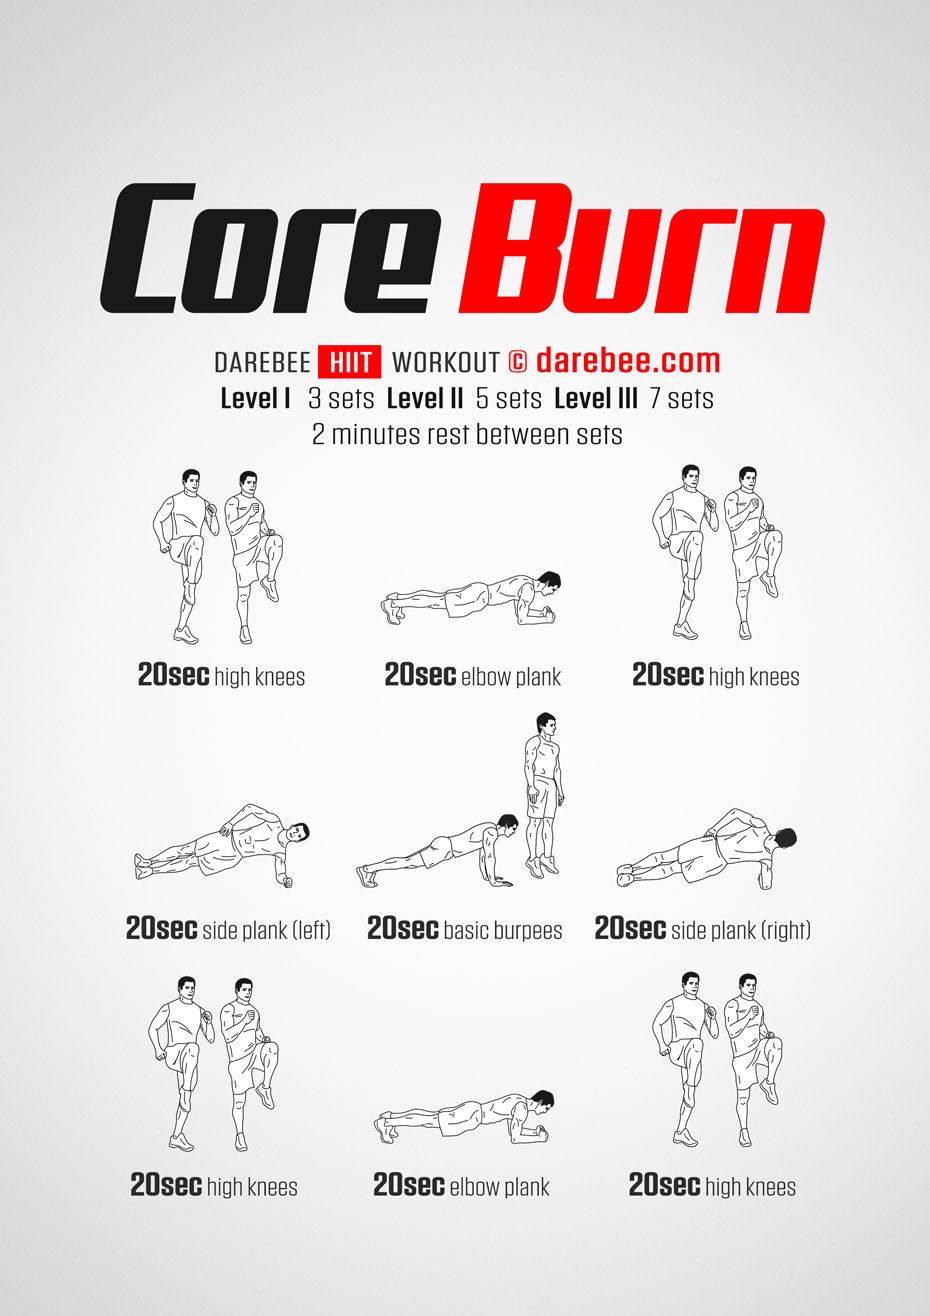 Core Burn
DAREBEE HIIT WORKOUT © darebee.com
Level I 3 sets Level II 5 sets Level III 7 sets
2 minutes rest between sets
20sec high knees
20sec elbow plank
20sec high knees
20sec side plank (left)
20sec basic burpees
20sec side plank (right)
20sec high knees
20sec elbow plank
20sec high knees